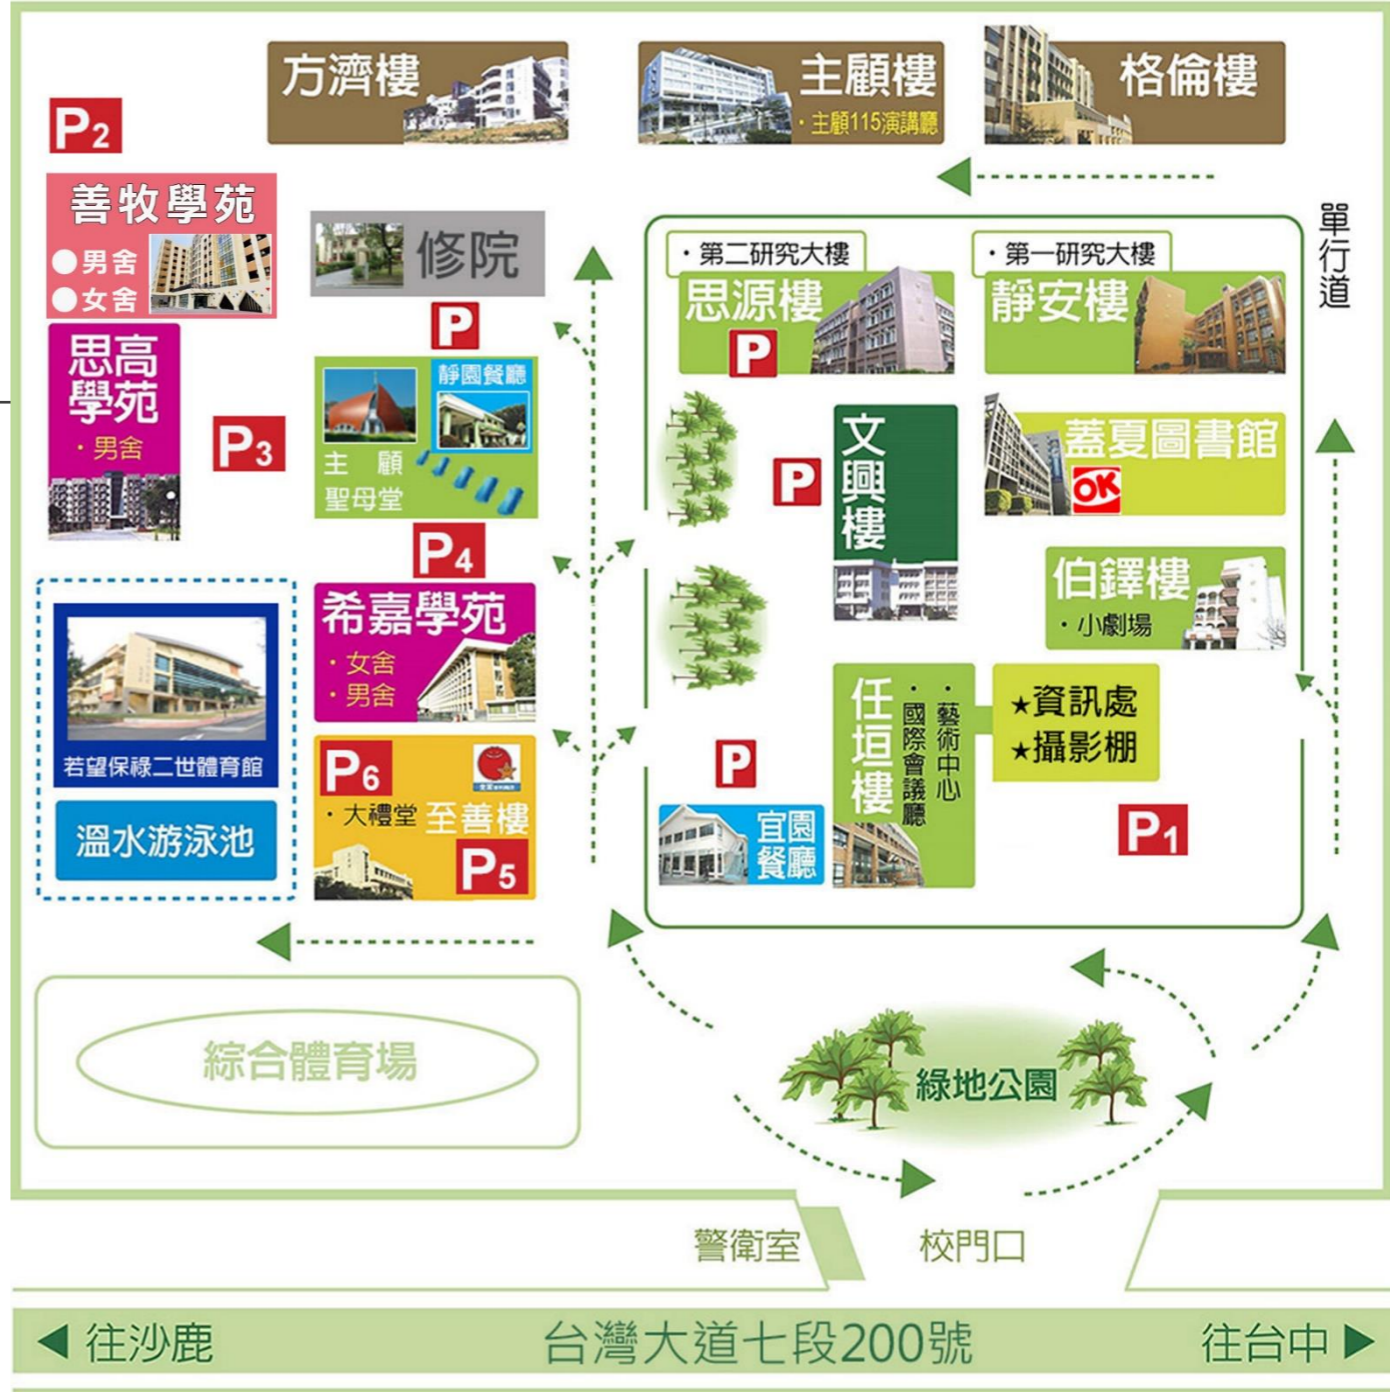 方濟樓
主顧樓
・主顧115演講廳
格倫樓
P2
善牧學苑
●男舍
●女舍
修院
單行道
・第二研究大樓
思源樓
P
・第一研究大樓
靜安樓
P
思高
學苑
・男舍
P3
靜園餐廳
主顧
聖母堂
P
文興樓
蓋夏圖書館
OK
P4
希嘉學苑
・女舍
・男舍
伯鐸樓
・小劇場
若望保祿二世體育館
溫水游泳池
P6
・大禮堂 至善樓
P5
P
宜園
餐廳
任垣樓
・國際會議廳
・藝術中心
★資訊處
★攝影棚
P1
綜合體育場
綠地公園
警衛室
校門口
◀ 往沙鹿
台灣大道七段200號
往台中 ▶